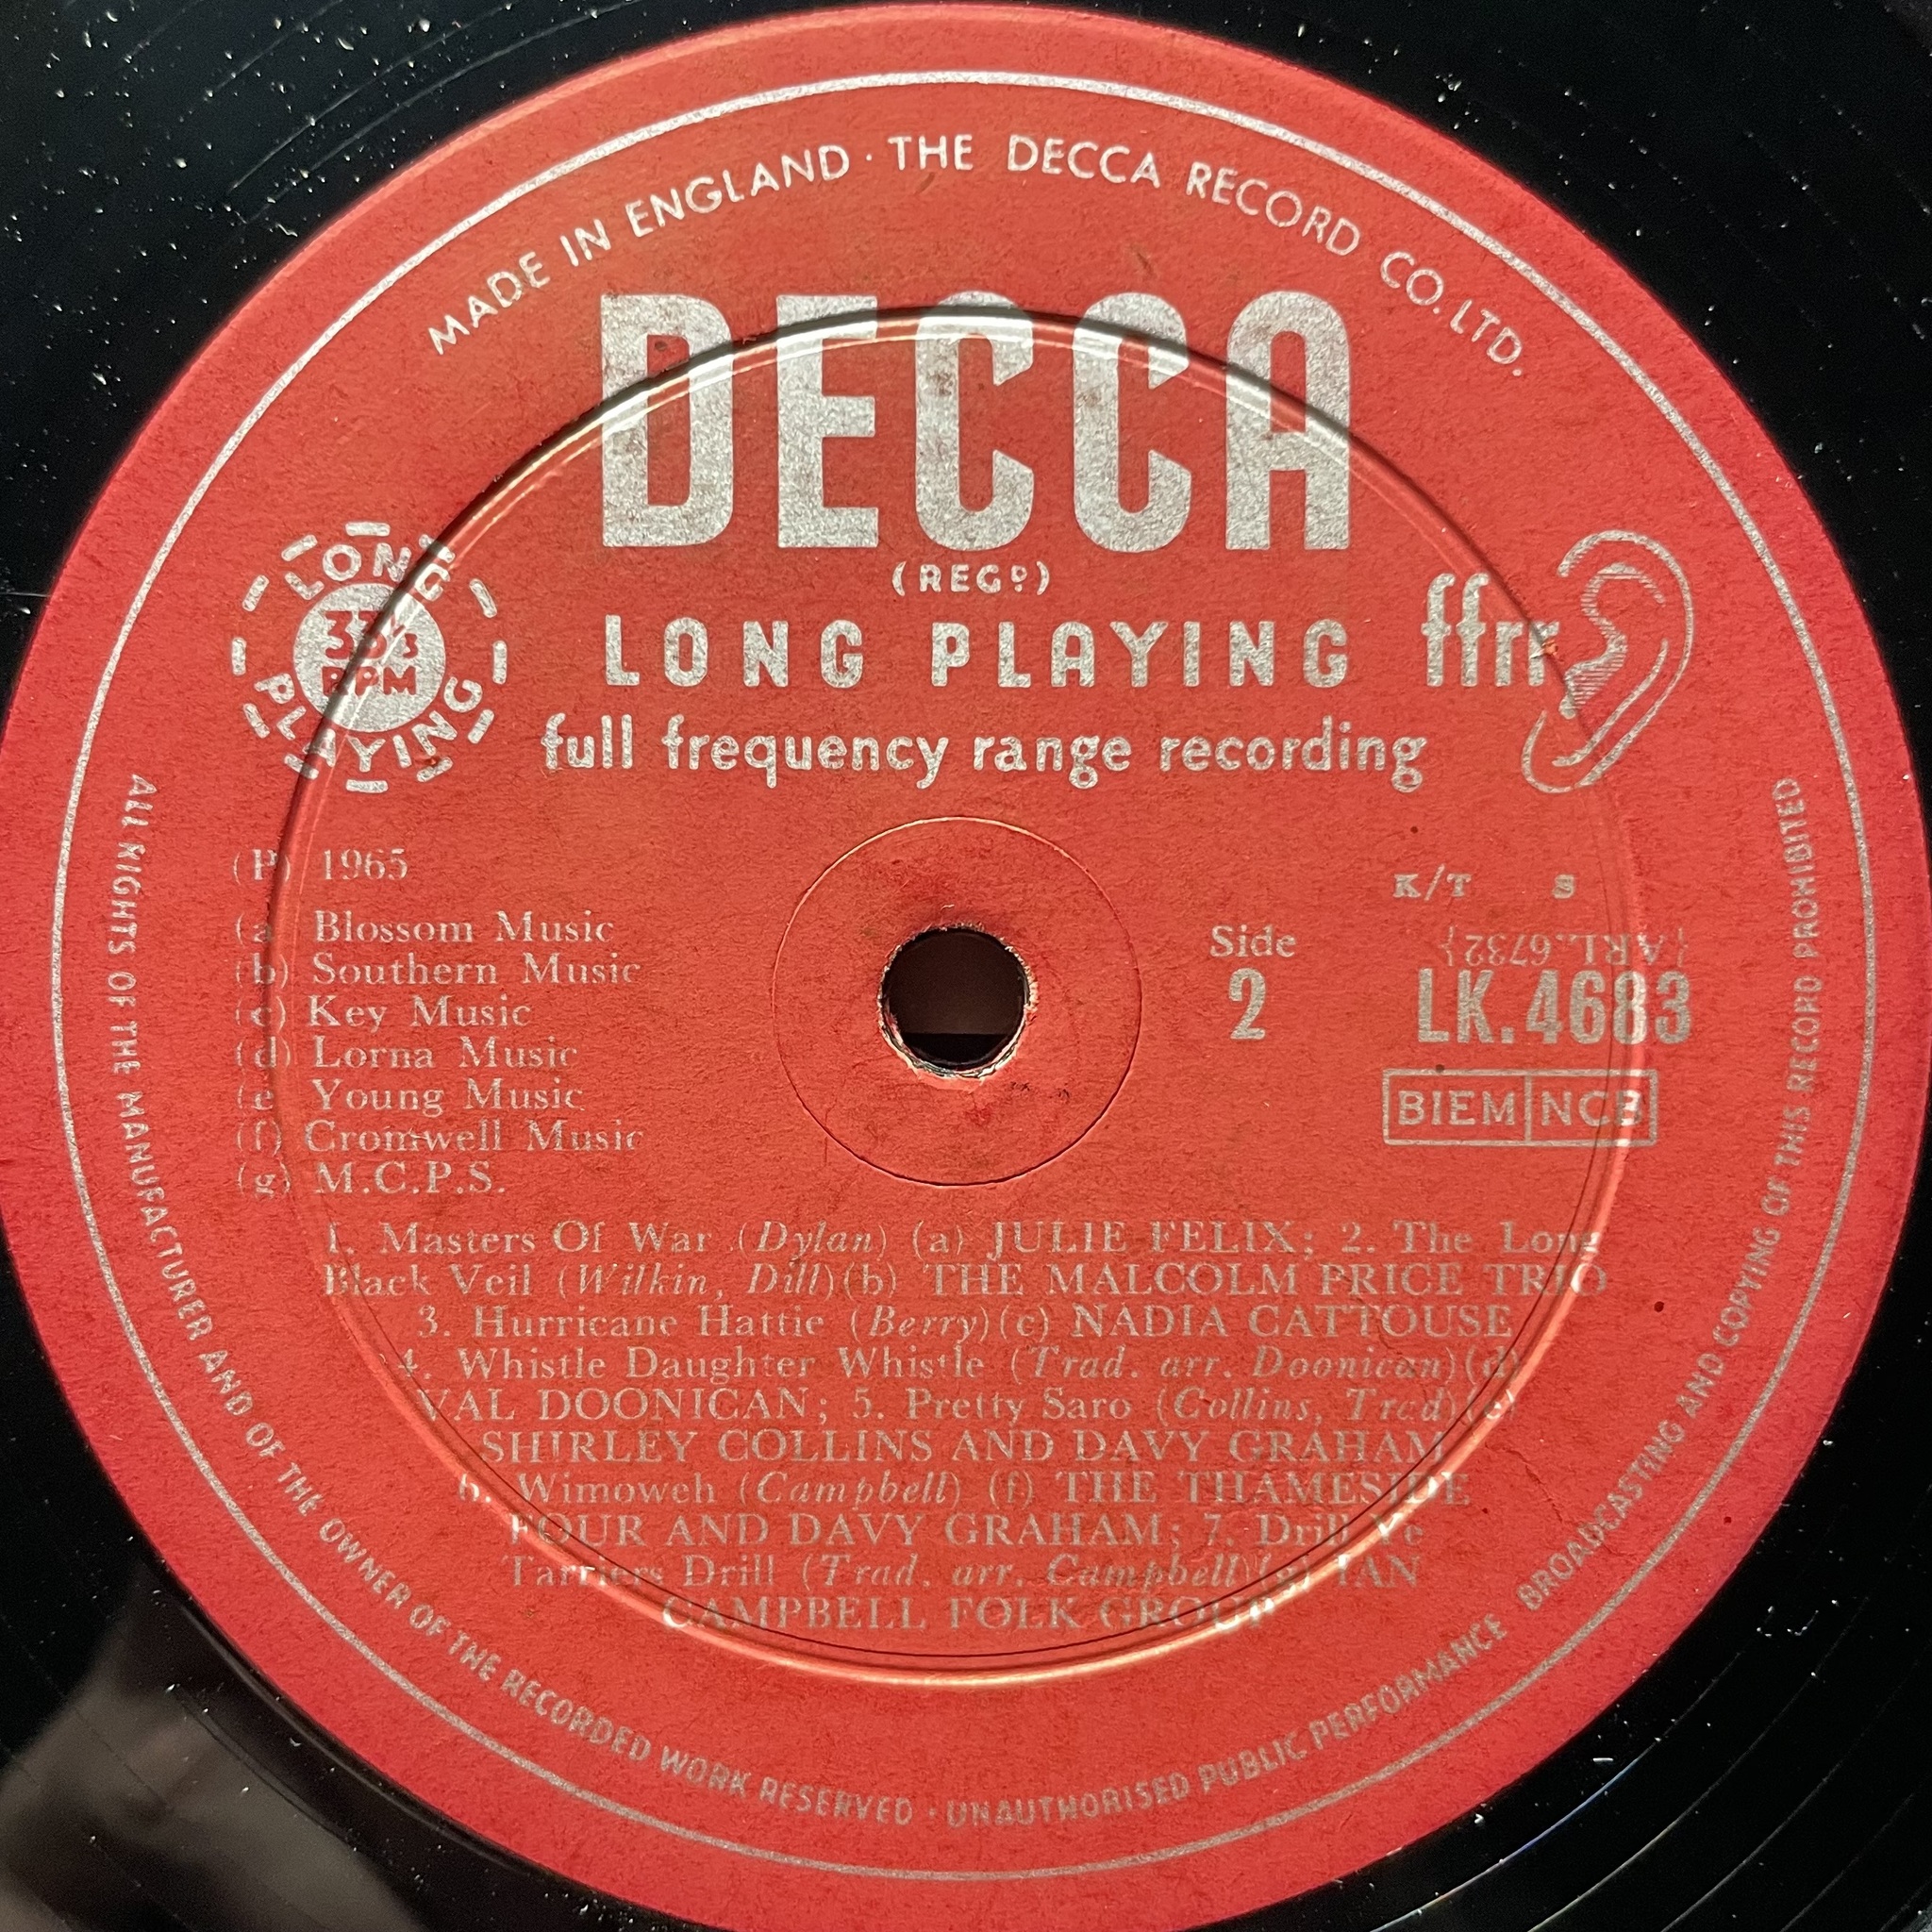 MADE IN ENGLAND · THE DECCA RECORD CO. LTD.
DECCA
(REGD)
LONG PLAYING
33⅓
RPM
LONG PLAYING
ffrr
full frequency range recording
(P) 1965
(a) Blossom Music
(b) Southern Music
(c) Key Music
(d) Lorna Music
(e) Young Music
(f) Cromwell Music
(g) M.C.P.S.
K/T S
Side
2
{ARL.6732}
LK.4683
BIEM NCB
1. Masters Of War (Dylan) (a) JULIE FELIX; 2. The Long
Black Veil (Wilkin, Dill)(b) THE MALCOLM PRICE TRIO
3. Hurricane Hattie (Berry)(c) NADIA CATTOUSE
4. Whistle Daughter Whistle (Trad. arr. Doonican)(d)
VAL DOONICAN; 5. Pretty Saro (Collins, Trad)(e)
SHIRLEY COLLINS AND DAVY GRAHAM
6. Wimoweh (Campbell) (f) THE THAMESIDE
FOUR AND DAVY GRAHAM; 7. Drill Ye
Tarriers Drill (Trad. arr. Campbell)(g) IAN
CAMPBELL FOLK GROUP
ALL RIGHTS OF THE MANUFACTURER AND OF THE OWNER OF THE RECORDED WORK RESERVED · UNAUTHORISED PUBLIC PERFORMANCE BROADCASTING AND COPYING OF THIS RECORD PROHIBITED